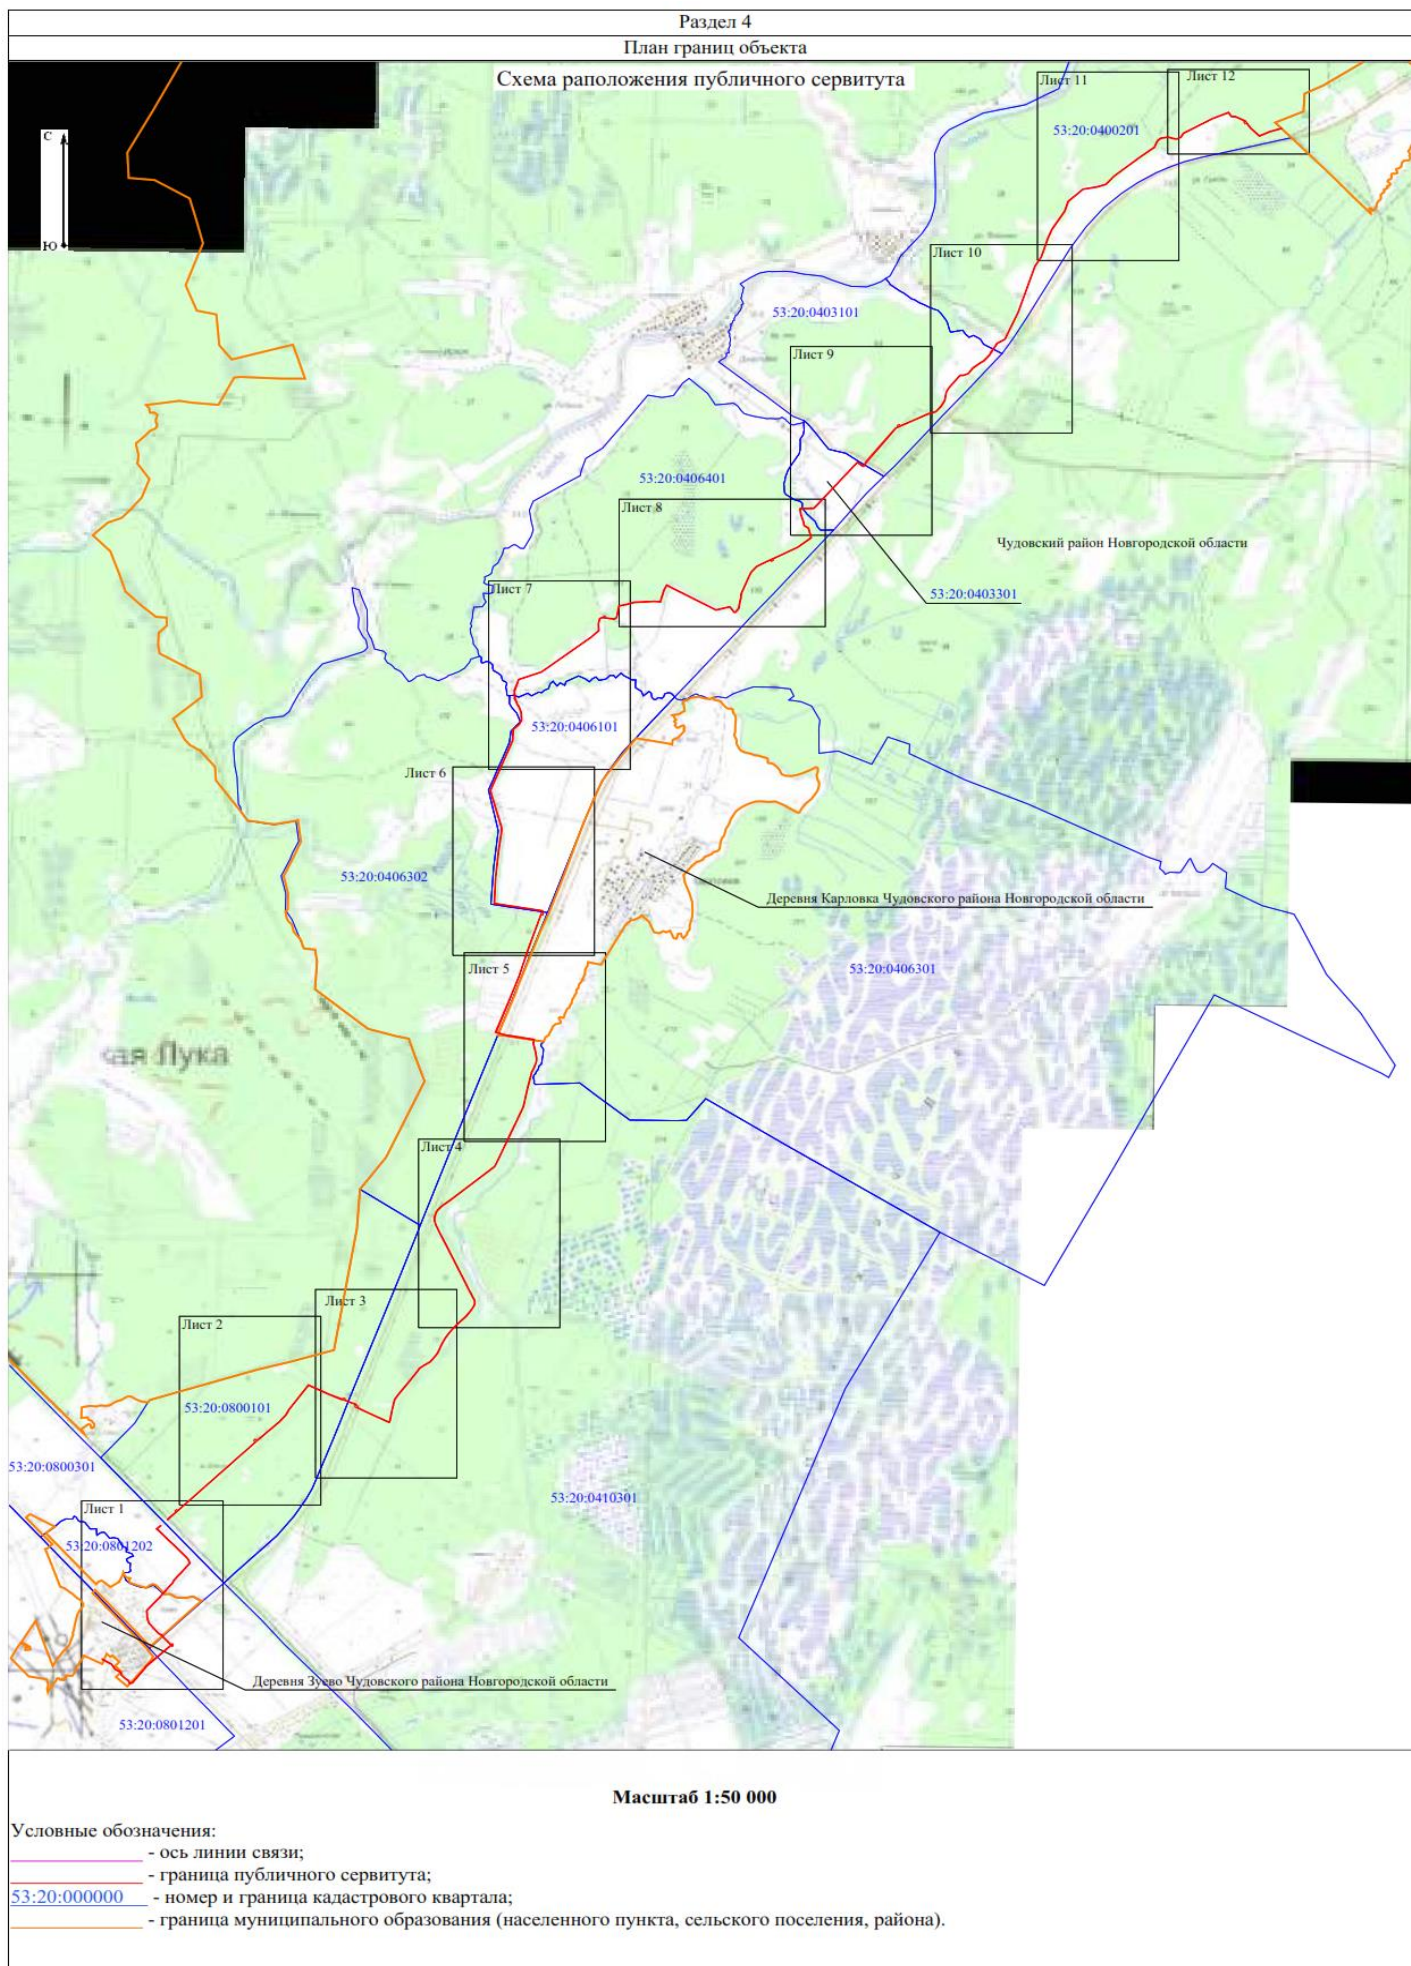 Раздел 4
План границ объекта
Схема раположения публичного сервитута
С
Ю
Лист 12
Лист 11
53:20:0400201
Лист 10
53:20:0403101
Лист 9
53:20:0406401
Лист 8
Чудовский район Новгородской области
53:20:0403301
Лист 7
53:20:0406101
Лист 6
53:20:0406302
Деревня Карловка Чудовского района Новгородской области
53:20:0406301
Лист 5
кая Лука
Лист 4
Лист 3
Лист 2
53:20:0800101
53:20:0800301
53:20:0410301
Лист 1
53:20:0801202
Деревня Зуево Чудовского района Новгородской области
53:20:0801201
Масштаб 1:50 000
Условные обозначения:
- ось линии связи;
- граница публичного сервитута;
53:20:000000 - номер и граница кадастрового квартала;
- граница муниципального образования (населенного пункта, сельского поселения, района).